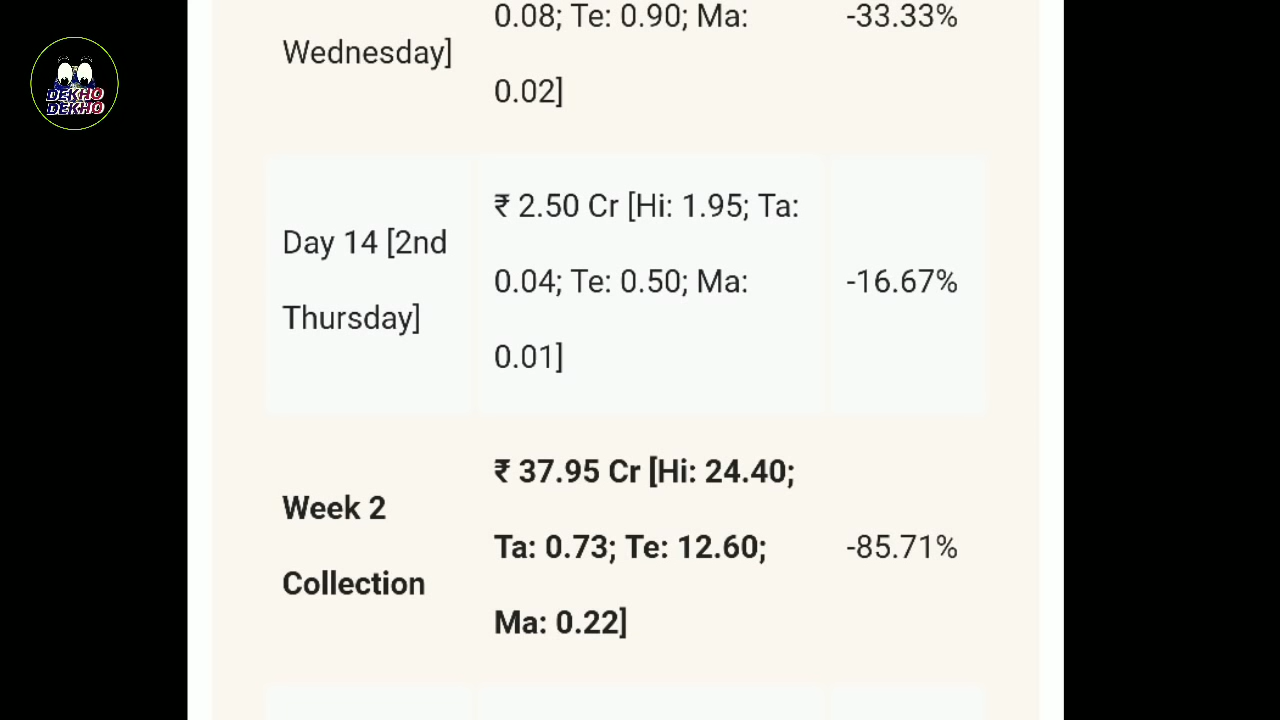 DEKHO
DEKHO
0.08; Te: 0.90; Ma:
-33.33%
Wednesday]
0.02]
₹ 2.50 Cr [Hi: 1.95; Ta:
Day 14 [2nd
0.04; Te: 0.50; Ma:
-16.67%
Thursday]
0.01]
₹ 37.95 Cr [Hi: 24.40;
Week 2
Ta: 0.73; Te: 12.60;
-85.71%
Collection
Ma: 0.22]